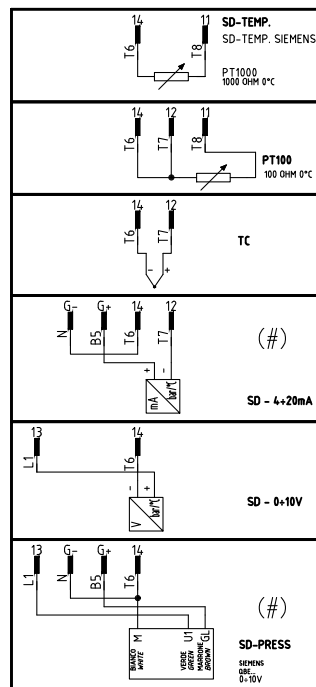 14 11 SD-TEMP.
SD-TEMP. SIEMENS
T6 T8
PT1000
1000 OHM 0°C
14 12 11
T6 T7 T8
PT100
100 OHM 0°C
14 12
T6 T7
TC
- +
G- G+ 14 12
N B5 T6 T7
(#)
+ -
mA bar/°C
SD - 4÷20mA
13 14
L1 T6
- +
V bar/°C
SD - 0÷10V
13 G- G+ 14
L1 N B5 T6
(#)
M U1 GL
BIANCO VERDE MARRONE
WHITE GREEN BROWN
SD-PRESS
SIEMENS
QBE...
0÷10V